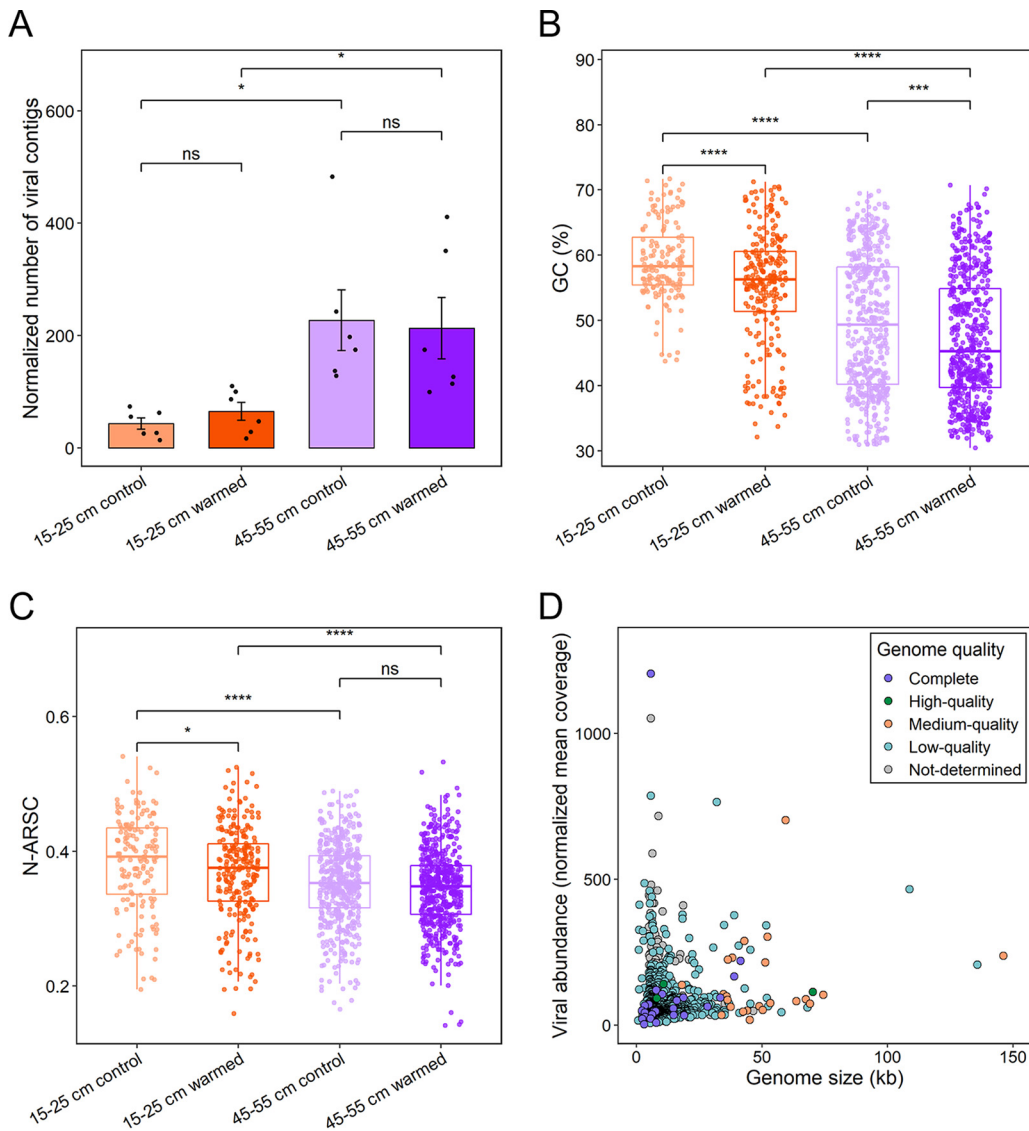 A
Normalized number of viral contigs
600
400
200
0
*
*
ns
ns
15-25 cm control
15-25 cm warmed
45-55 cm control
45-55 cm warmed
B
GC (%)
90
80
70
60
50
40
30
****
***
****
****
15-25 cm control
15-25 cm warmed
45-55 cm control
45-55 cm warmed
C
N-ARSC
0.6
0.4
0.2
****
ns
****
*
15-25 cm control
15-25 cm warmed
45-55 cm control
45-55 cm warmed
D
Viral abundance (normalized mean coverage)
1000
500
0
Genome quality
Complete
High-quality
Medium-quality
Low-quality
Not-determined
0
50
100
150
Genome size (kb)